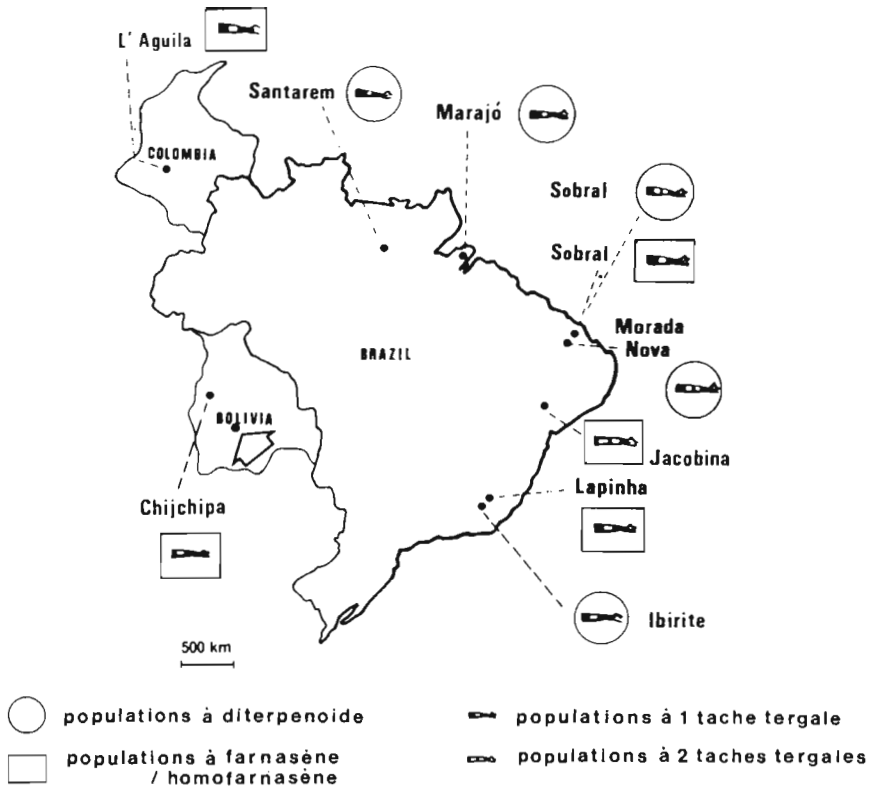 L' Aguila
Santarem
Marajó
COLOMBIA
Sobral
Sobral
Morada
Nova
BRAZIL
BOLIVIA
Jacobina
Lapinha
Chijchipa
Ibirite
500 km
populations à diterpenoide
populations à 1 tache tergale
populations à farnasène
/ homofarnasène
populations à 2 taches tergales